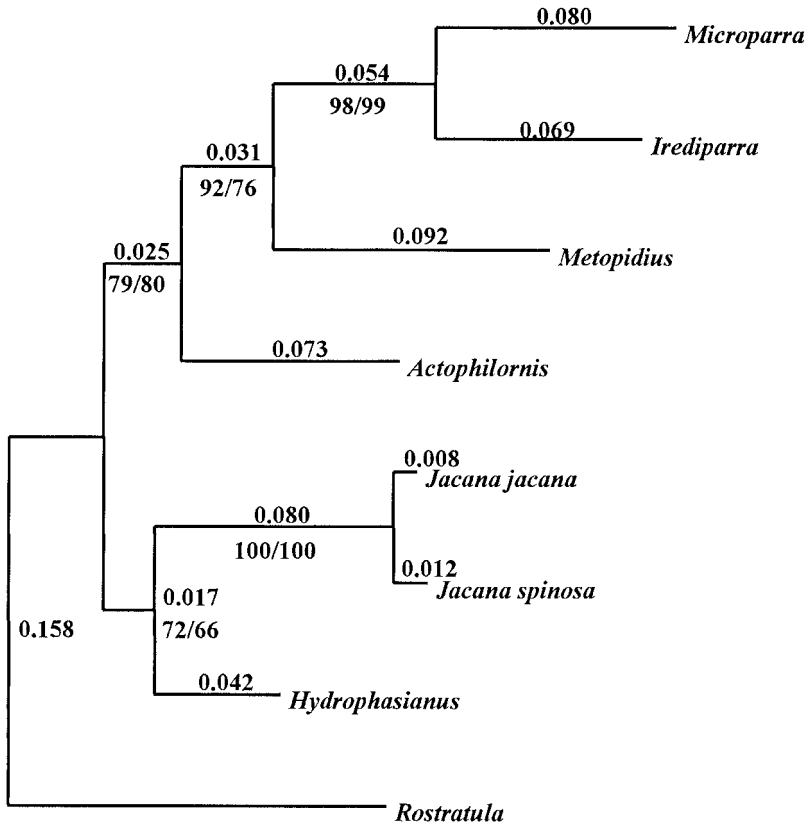 0.080
Microparra
0.054
98/99
0.069
Irediparra
0.031
92/76
0.092
Metopidius
0.025
79/80
0.073
Actophilornis
0.008
Jacana jacana
0.080
100/100
0.012
Jacana spinosa
0.017
72/66
0.158
0.042
Hydrophasianus
Rostratula